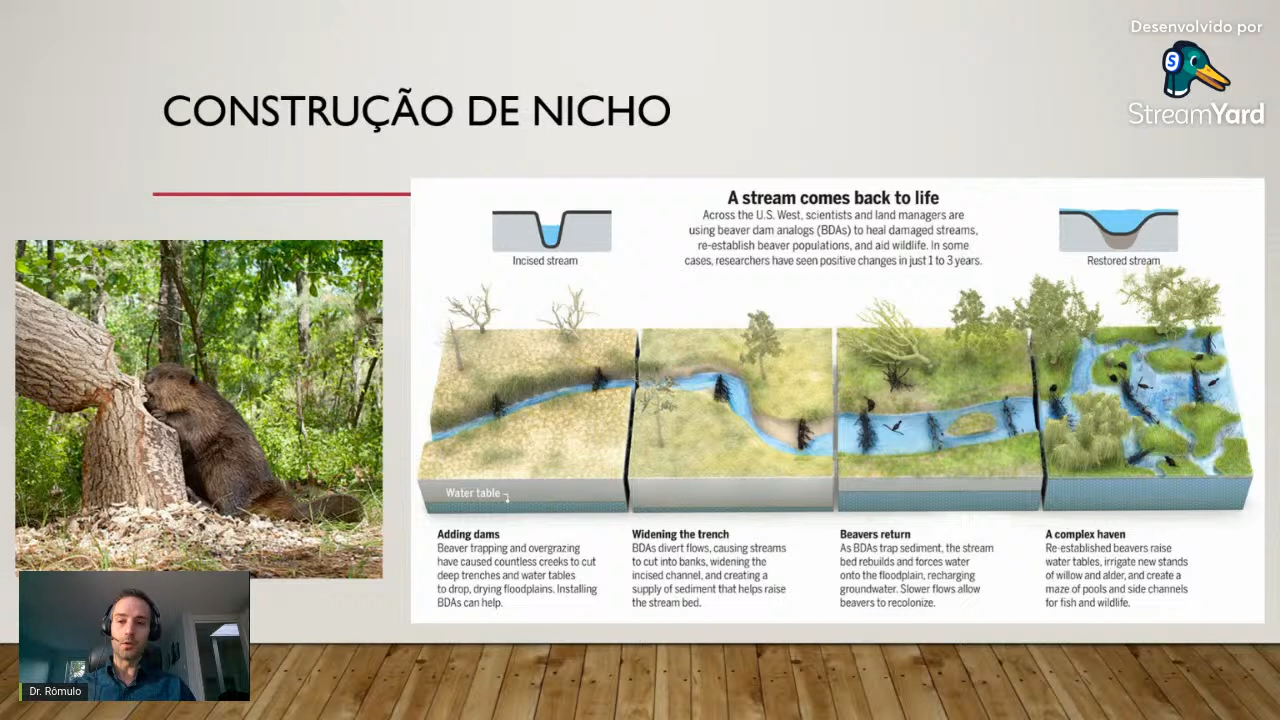 Desenvolvido por
S
StreamYard
CONSTRUÇÃO DE NICHO
A stream comes back to life
Across the U.S. West, scientists and land managers are
using beaver dam analogs (BDAs) to heal damaged streams,
re-establish beaver populations, and aid wildlife. In some
cases, researchers have seen positive changes in just 1 to 3 years.
Incised stream
Restored stream
Water table
Adding dams
Beaver trapping and overgrazing
have caused countless creeks to cut
deep trenches and water tables
to drop, drying floodplains. Installing
BDAs can help.
Widening the trench
BDAs divert flows, causing streams
to cut into banks, widening the
incised channel, and creating a
supply of sediment that helps raise
the stream bed.
Beavers return
As BDAs trap sediment, the stream
bed rebuilds and forces water
onto the floodplain, recharging
groundwater. Slower flows allow
beavers to recolonize.
A complex haven
Re-established beavers raise
water tables, irrigate new stands
of willow and alder, and create a
maze of pools and side channels
for fish and wildlife.
Dr. Rômulo